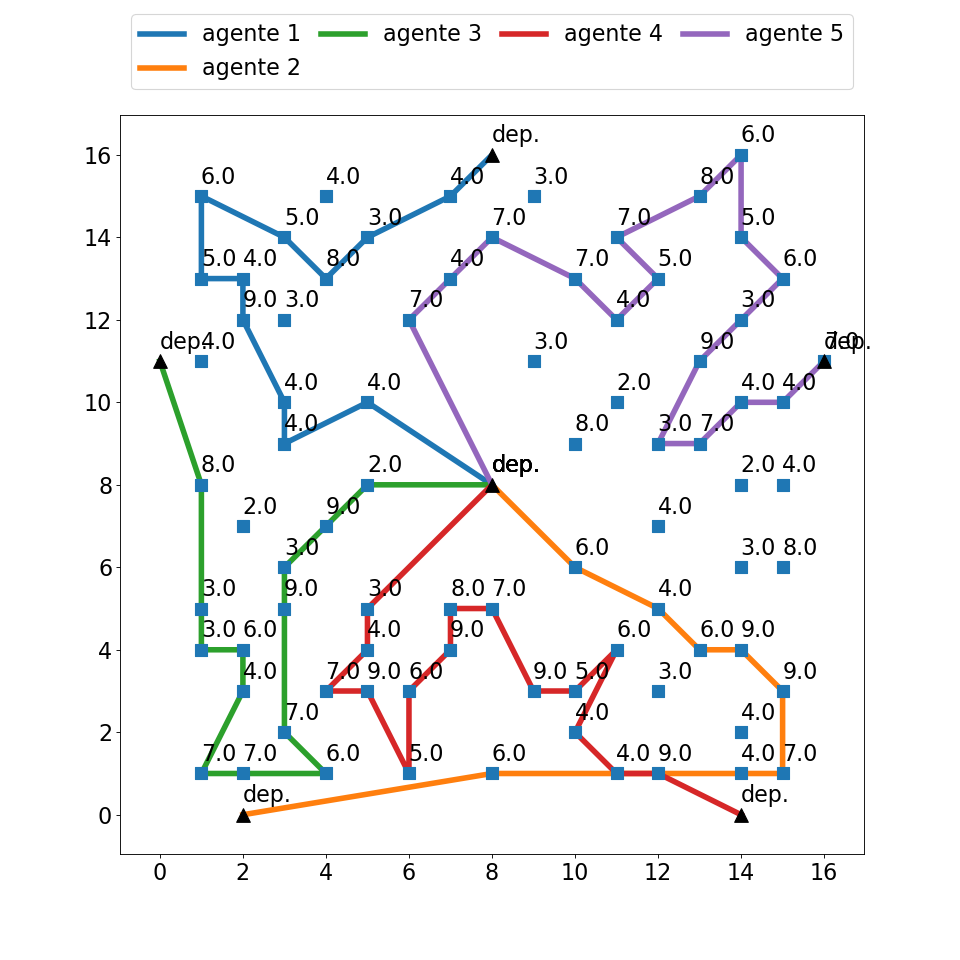 agente 1 agente 3 agente 4 agente 5
agente 2
dep. 6.0
16
6.0 4.0 4.0 3.0 8.0
5.0 3.0 7.0 7.0 5.0
14
5.0 4.0 8.0 4.0 7.0 5.0 6.0
9.0 3.0 7.0 4.0 3.0
12
dep. 4.0 3.0 9.0 7.0 dep.
4.0 4.0 2.0 4.0 4.0
10
4.0 8.0 3.0 7.0
8.0 2.0 dep. 2.0 4.0
8
2.0 9.0 4.0
3.0 6.0 3.0 8.0
6
3.0 9.0 3.0 8.0 7.0 4.0
3.0 6.0 4.0 9.0 6.0 6.0 9.0
4
4.0 7.0 9.0 6.0 9.0 5.0 3.0 9.0
7.0 4.0 4.0
2
7.0 7.0 6.0 5.0 6.0 4.0 9.0 4.0 7.0
dep. dep.
0
0 2 4 6 8 10 12 14 16